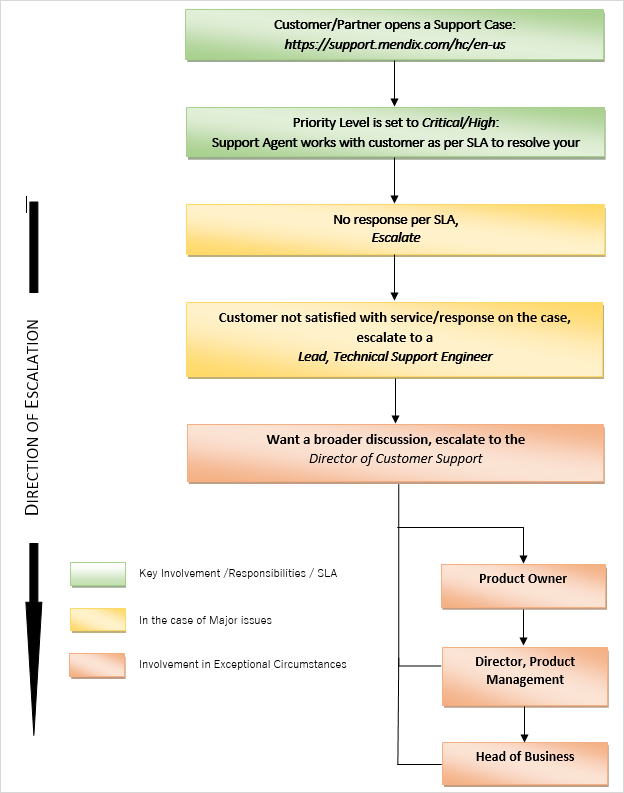 Customer/Partner opens a Support Case:
https://support.mendix.com/hc/en-us
Priority Level is set to Critical/High:
Support Agent works with customer as per SLA to resolve your
No response per SLA,
Escalate
Customer not satisfied with service/response on the case,
escalate to a
Lead, Technical Support Engineer
Want a broader discussion, escalate to the
Director of Customer Support
DIRECTION OF ESCALATION
Key Involvement /Responsibilities / SLA
In the case of Major issues
Involvement in Exceptional Circumstances
Product Owner
Director, Product
Management
Head of Business